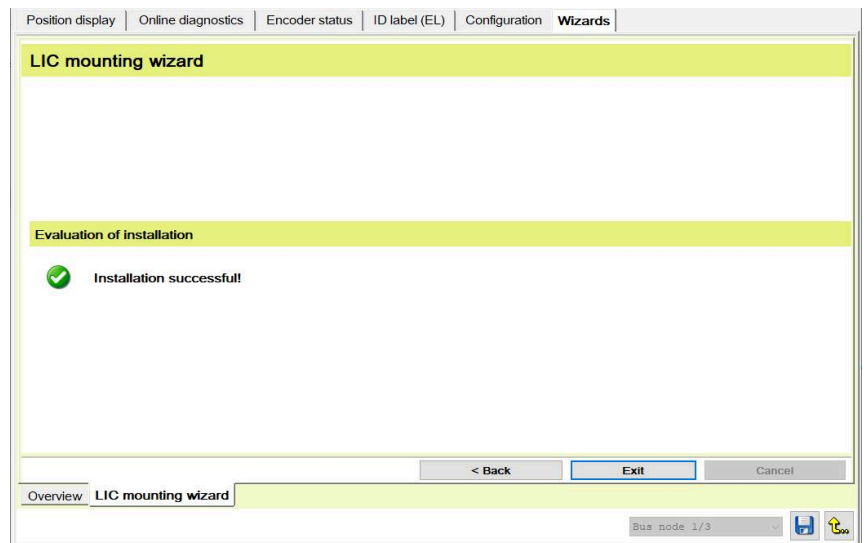 Position display Online diagnostics Encoder status ID label (EL) Configuration Wizards
LIC mounting wizard
Evaluation of installation
Installation successful!
< Back Exit Cancel
Overview LIC mounting wizard
Bus node 1/3